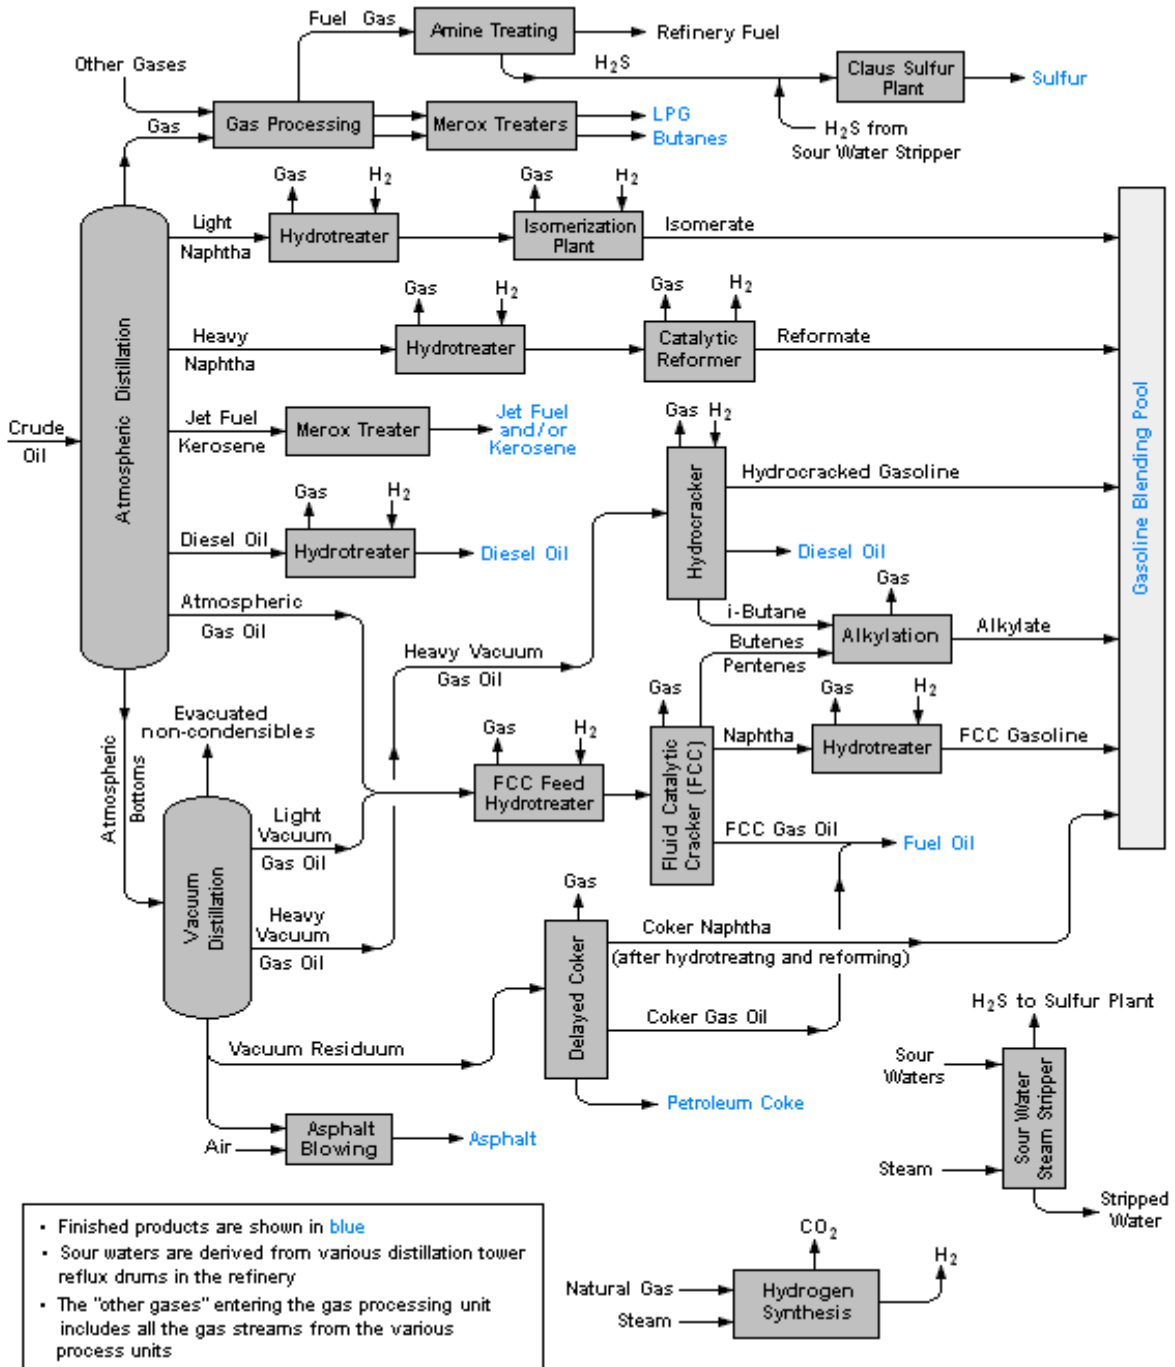 Fuel Gas
Amine Treating
Refinery Fuel
Other Gases
H2S
Claus Sulfur
Plant
Sulfur
Gas
Gas Processing
Merox Treaters
LPG
Butanes
H2S from
Sour Water Stripper
Gas
H2
Gas
H2
Light
Naphtha
Hydrotreater
Isomerization
Plant
Isomerate
Gas
H2
Gas
H2
Heavy
Naphtha
Hydrotreater
Catalytic
Reformer
Reformate
Crude
Oil
Atmospheric Distillation
Jet Fuel
Kerosene
Merox Treater
Jet Fuel
and/or
Kerosene
Gas
H2
Hydrocracker
Hydrocracked Gasoline
Gasoline Blending Pool
Gas
H2
Diesel Oil
Hydrotreater
Diesel Oil
Diesel Oil
Atmospheric
Gas Oil
i-Butane
Gas
Alkylation
Alkylate
Butenes
Pentenes
Heavy Vacuum
Gas Oil
Evacuated
non-condensibles
Gas
H2
FCC Feed
Hydrotreater
Gas
Fluid Catalytic
Cracker (FCC)
Naphtha
Gas
H2
Hydrotreater
FCC Gasoline
Atmospheric
Bottoms
Light
Vacuum
Gas Oil
FCC Gas Oil
Fuel Oil
Vacuum
Distillation
Heavy
Vacuum
Gas Oil
Gas
Delayed Coker
Coker Naphtha
(after hydrotreatng and reforming)
Coker Gas Oil
Vacuum Residuum
Petroleum Coke
Air
Asphalt
Blowing
Asphalt
H2S to Sulfur Plant
Sour
Waters
Sour Water
Steam Stripper
Steam
Stripped
Water
• Finished products are shown in blue
• Sour waters are derived from various distillation tower
reflux drums in the refinery
• The "other gases" entering the gas processing unit
includes all the gas streams from the various
process units
CO2
H2
Natural Gas
Steam
Hydrogen
Synthesis